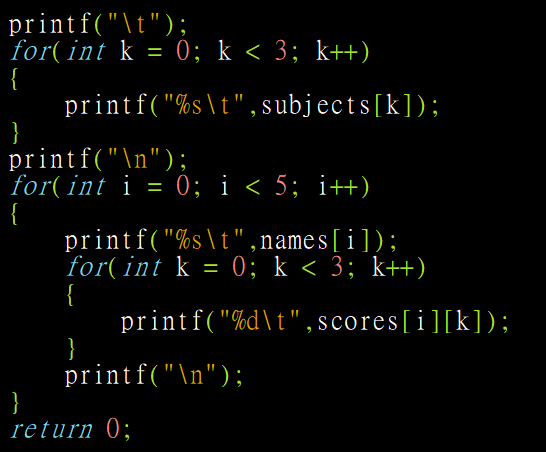 printf("\t");
for(int k = 0; k < 3; k++)
{
    printf("%s\t",subjects[k]);
}
printf("\n");
for(int i = 0; i < 5; i++)
{
    printf("%s\t",names[i]);
    for(int k = 0; k < 3; k++)
    {
        printf("%d\t",scores[i][k]);
    }
    printf("\n");
}
return 0;